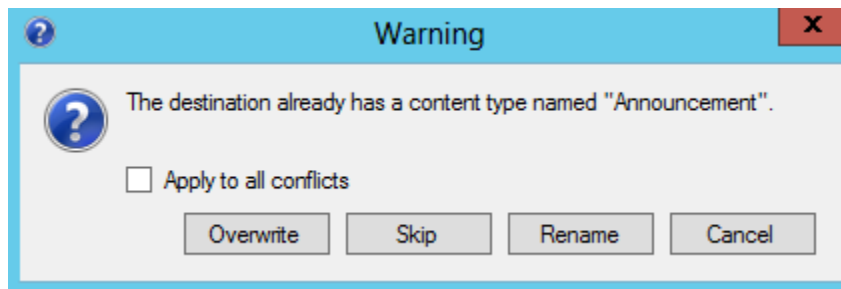 Warning
x
The destination already has a content type named "Announcement".
Apply to all conflicts
Overwrite Skip Rename Cancel